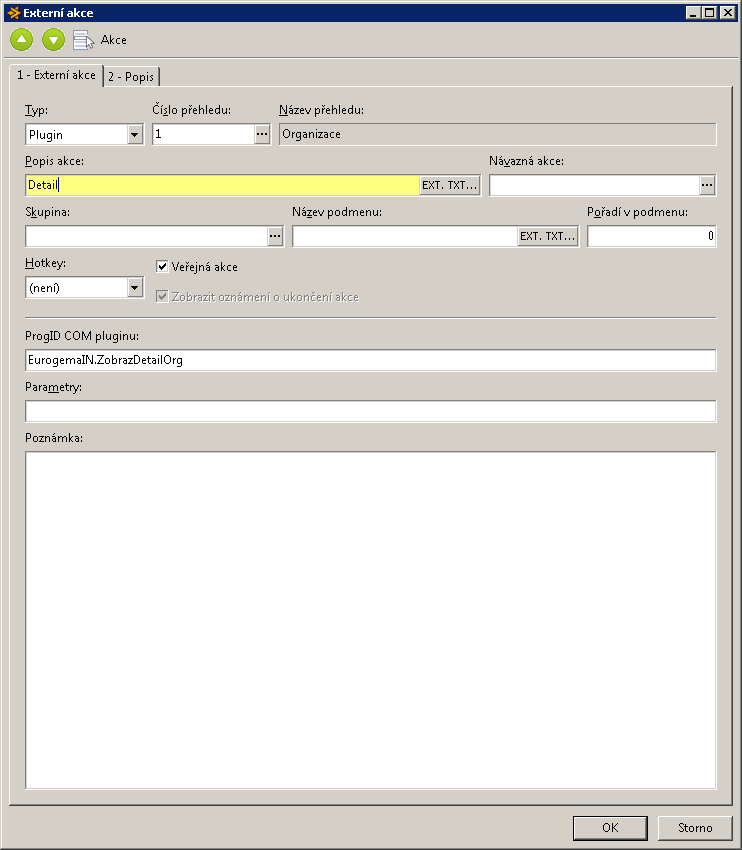 Externí akce
Akce
1 - Externí akce 2 - Popis
Typ: Číslo přehledu: Název přehledu:
Plugin 1 ... Organizace
Popis akce: Návazná akce:
Detail EXT. TXT... ...
Skupina: Název podmenu: Pořadí v podmenu:
... EXT. TXT... 0
Hotkey: Veřejná akce
(není) Zobrazit oznámení o ukončení akce
ProgID COM pluginu:
EurogemaIN.ZobrazDetailOrg
Parametry:
Poznámka:
OK Storno